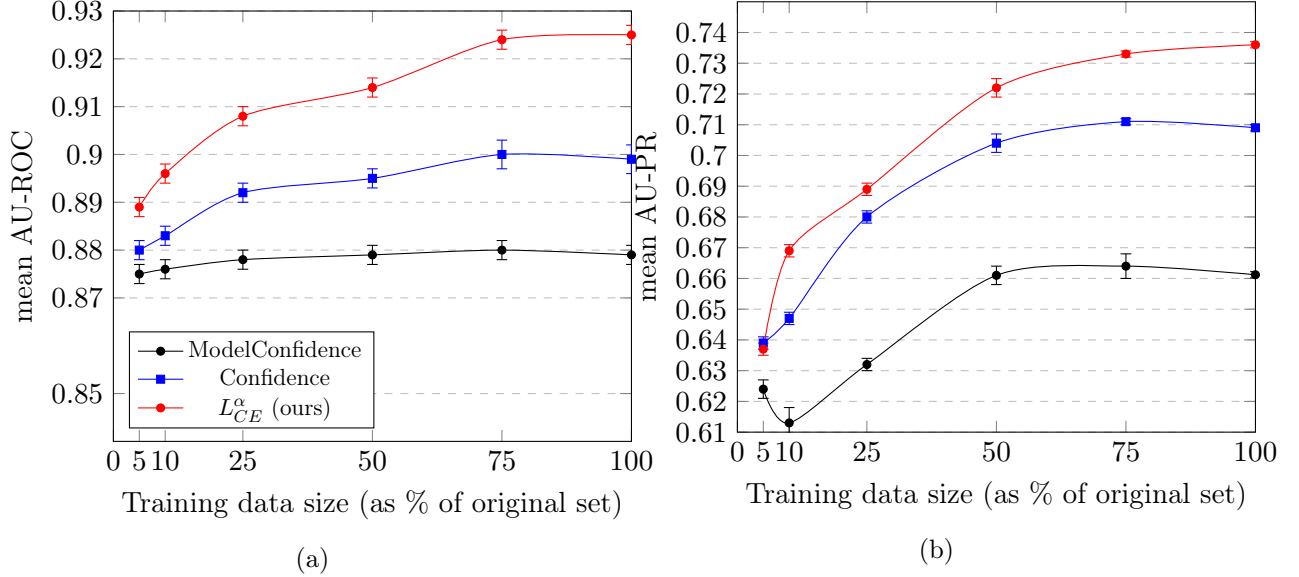 0.93
0.92
0.91
0.9
0.89
0.88
0.87
0.85
mean AU-ROC
ModelConfidence
Confidence
L_{CE}^{α} (ours)
0 5 10 25 50 75 100
Training data size (as % of original set)
(a)
0.74
0.73
0.72
0.71
0.7
0.69
0.68
0.67
0.66
0.65
0.64
0.63
0.62
0.61
mean AU-PR
0 5 10 25 50 75 100
Training data size (as % of original set)
(b)